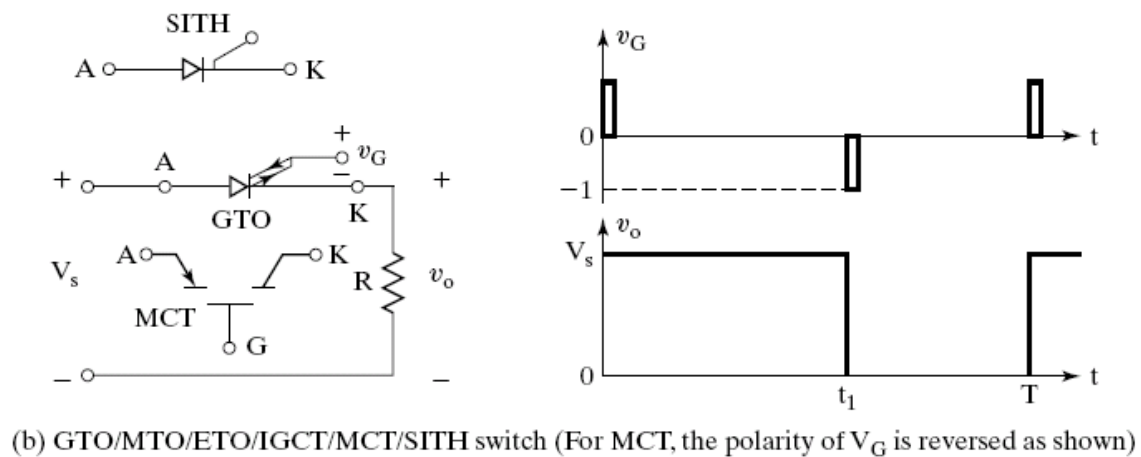 SITH
A K
+ A + v_G − K +
GTO
A K
V_s R v_o
MCT
G
− −
v_G
0 t
−1
v_o
V_s
0 t_1 T t
(b) GTO/MTO/ETO/IGCT/MCT/SITH switch (For MCT, the polarity of V_G is reversed as shown)